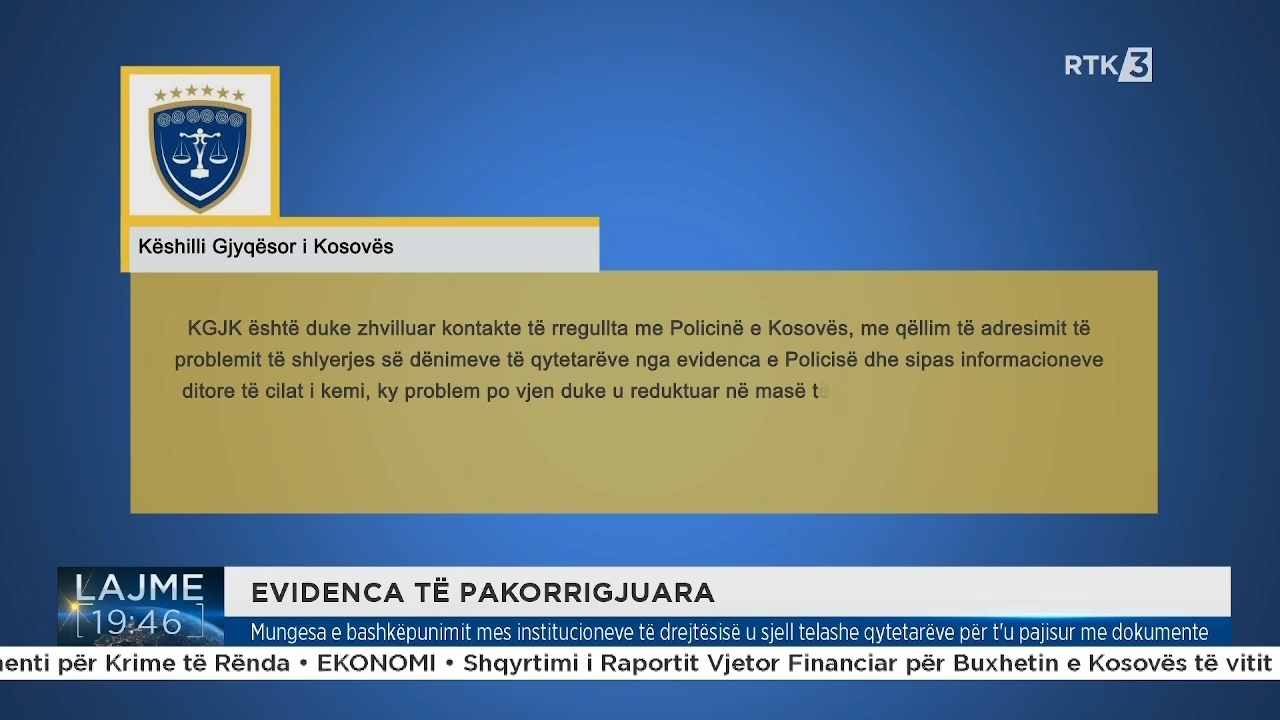 RTK 3
Këshilli Gjyqësor i Kosovës
KGJK është duke zhvilluar kontakte të rregullta me Policinë e Kosovës, me qëllim të adresimit të
problemit të shlyerjes së dënimeve të qytetarëve nga evidenca e Policisë dhe sipas informacioneve
ditore të cilat i kemi, ky problem po vjen duke u reduktuar në masë të
LAJME
19:46
EVIDENCA TË PAKORRIGJUARA
Mungesa e bashkëpunimit mes institucioneve të drejtësisë u sjell telashe qytetarëve për t'u pajisur me dokumente
për Krime të Rënda • EKONOMI • Shqyrtimi i Raportit Vjetor Financiar për Buxhetin e Kosovës të vitit